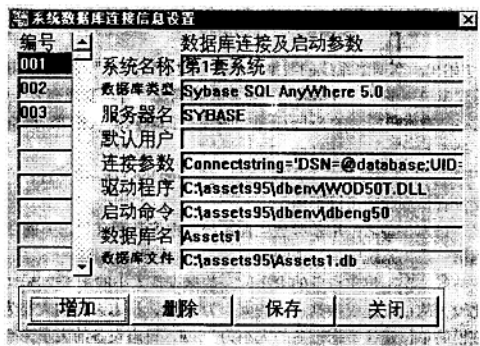 系统数据库连接信息设置
编号
数据库连接及启动参数
001
系统名称 第1套系统
002
数据库类型 Sybase SQL AnyWhere 5.0
003
服务器名 SYBASE
默认用户
连接参数 Connectstring='DSN=@database;UID=
驱动程序 C:\assets95\dbenv\WOD50T.DLL
启动命令 C:\assets95\dbenv\dbeng50
数据库名 Assets1
数据库文件 C:\assets95\Assets1.db
增加 删除 保存 关闭